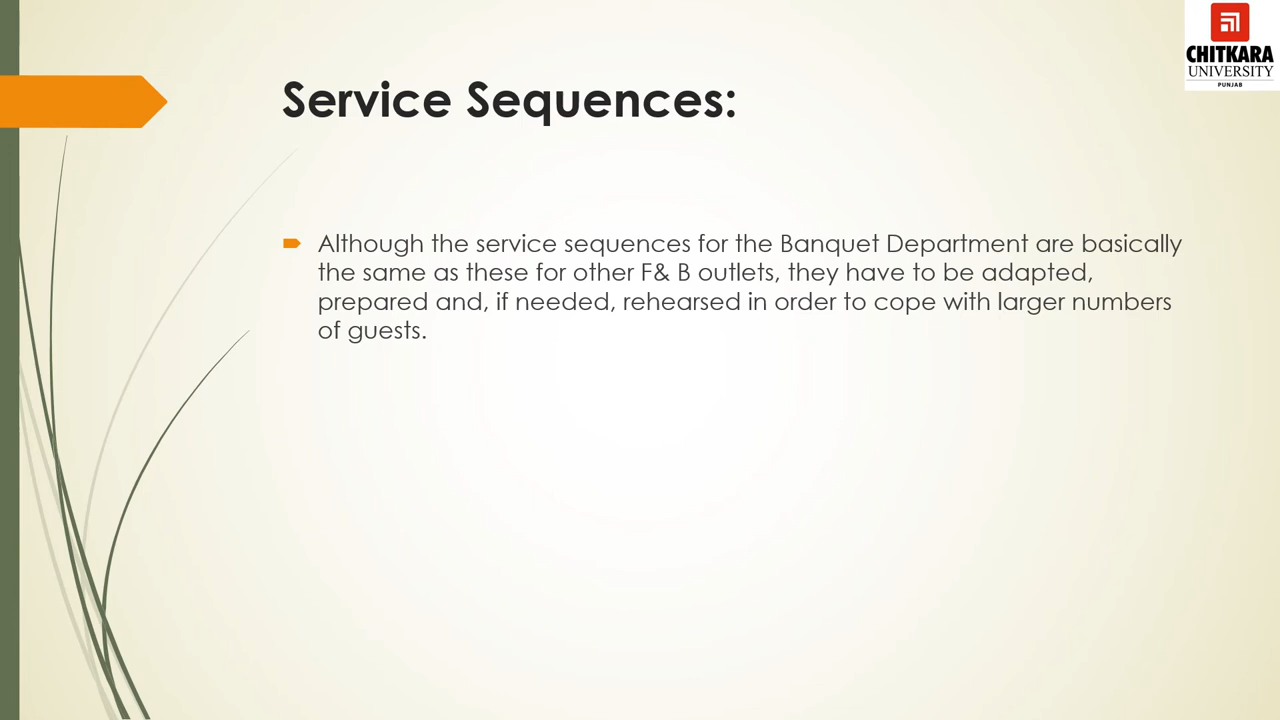 CHITKARA
UNIVERSITY
PUNJAB
Service Sequences:
Although the service sequences for the Banquet Department are basically
the same as these for other F& B outlets, they have to be adapted,
prepared and, if needed, rehearsed in order to cope with larger numbers
of guests.